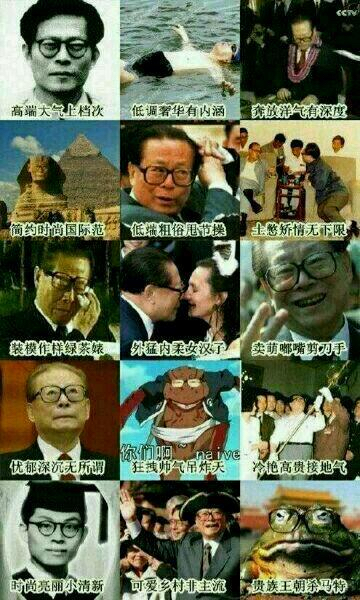 CCTV
高端大气上档次
低调奢华有内涵
奔放洋气有深度
简约时尚国际范
低端粗俗甩节操
土憋矫情无下限
装模作样绿茶婊
外猛内柔女汉子
卖萌嘟嘴剪刀手
忧郁深沉无所谓
你们啊~ naive
狂拽帅气吊炸天
冷艳高贵接地气
时尚亮丽小清新
可爱乡村非主流
贵族王朝杀马特